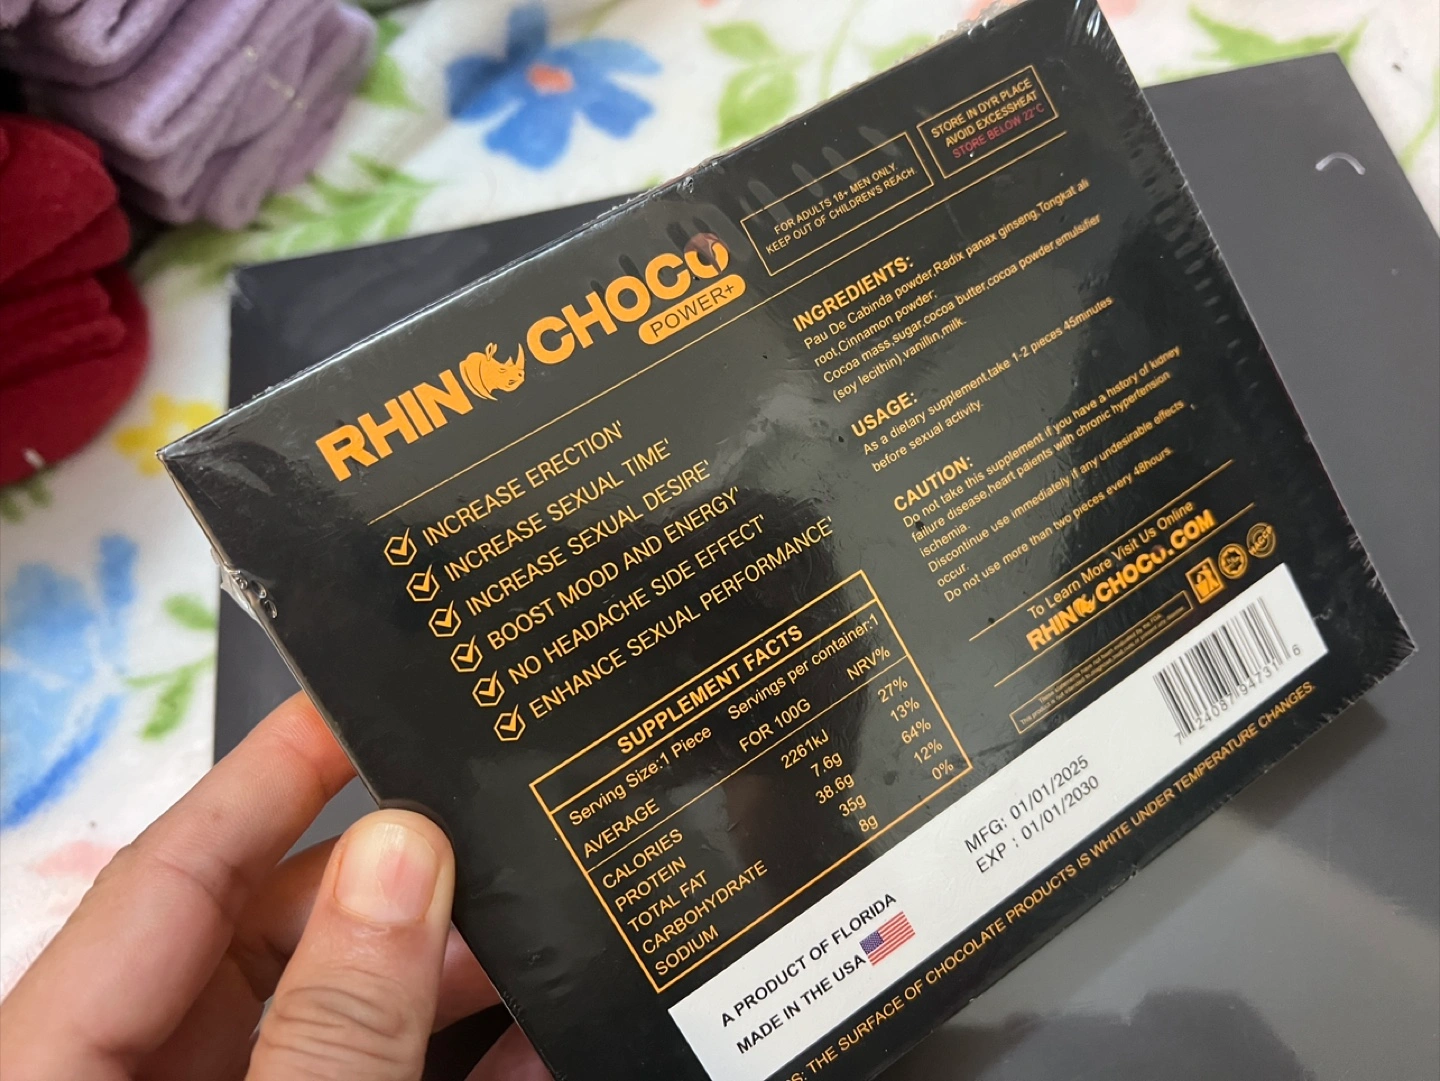 FOR ADULTS 18+ MEN ONLY.
KEEP OUT OF CHILDREN'S REACH.
STORE IN DYR PLACE
AVOID EXCESSHEAT
STORE BELOW 22°C
RHINO CHOCO
POWER+
INCREASE ERECTION'
INCREASE SEXUAL TIME'
INCREASE SEXUAL DESIRE'
BOOST MOOD AND ENERGY'
NO HEADACHE SIDE EFFECT'
ENHANCE SEXUAL PERFORMANCE'
INGREDIENTS:
Pau De Cabinda powder,Radix panax ginseng,Tongkat ali
root,Cinnamon powder;
Cocoa mass,sugar,cocoa butter,cocoa powder,emulsifier
(soy lecithin),vanillin,milk.
USAGE:
As a dietary supplement,take 1-2 pieces 45minutes
before sexual activity.
CAUTION:
Do not take this supplement if you have a history of kidney
failure disease,heart patents with chronic hypertension
ischemia.
Discontinue use immediately if any undesirable effects
occur.
Do not use more than two pieces every 48hours.
To Learn More Visit Us Online
RHINOCHOCO.COM
SUPPLEMENT FACTS
Serving Size:1 Piece Servings per container:1
AVERAGE FOR 100G NRV%
CALORIES 2261kJ 27%
PROTEIN 7.6g 13%
TOTAL FAT 38.6g 64%
CARBOHYDRATE 35g 12%
SODIUM 8g 0%
A PRODUCT OF FLORIDA
MADE IN THE USA
MFG: 01/01/2025
EXP : 01/01/2030
7 24087 94731 6
: THE SURFACE OF CHOCOLATE PRODUCTS IS WHITE UNDER TEMPERATURE CHANGES.